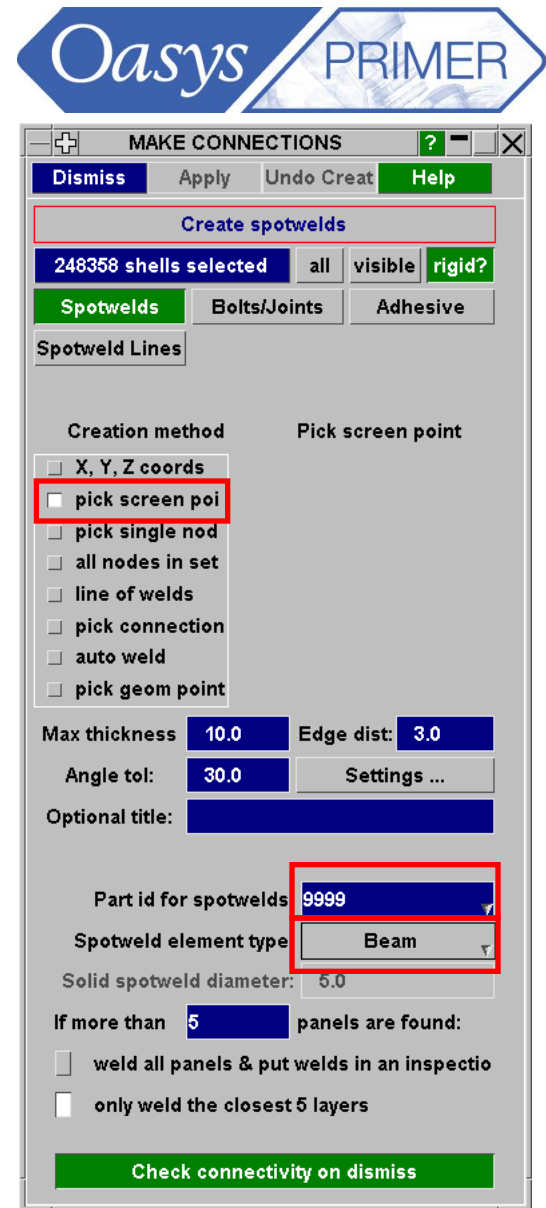 Oasys PRIMER
MAKE CONNECTIONS ?
Dismiss Apply Undo Creat Help
Create spotwelds
248358 shells selected all visible rigid?
Spotwelds Bolts/Joints Adhesive
Spotweld Lines
Creation method Pick screen point
X, Y, Z coords
pick screen poi
pick single nod
all nodes in set
line of welds
pick connection
auto weld
pick geom point
Max thickness 10.0 Edge dist: 3.0
Angle tol: 30.0 Settings ...
Optional title:
Part id for spotwelds 9999
Spotweld element type Beam
Solid spotweld diameter: 5.0
If more than 5 panels are found:
weld all panels & put welds in an inspectio
only weld the closest 5 layers
Check connectivity on dismiss